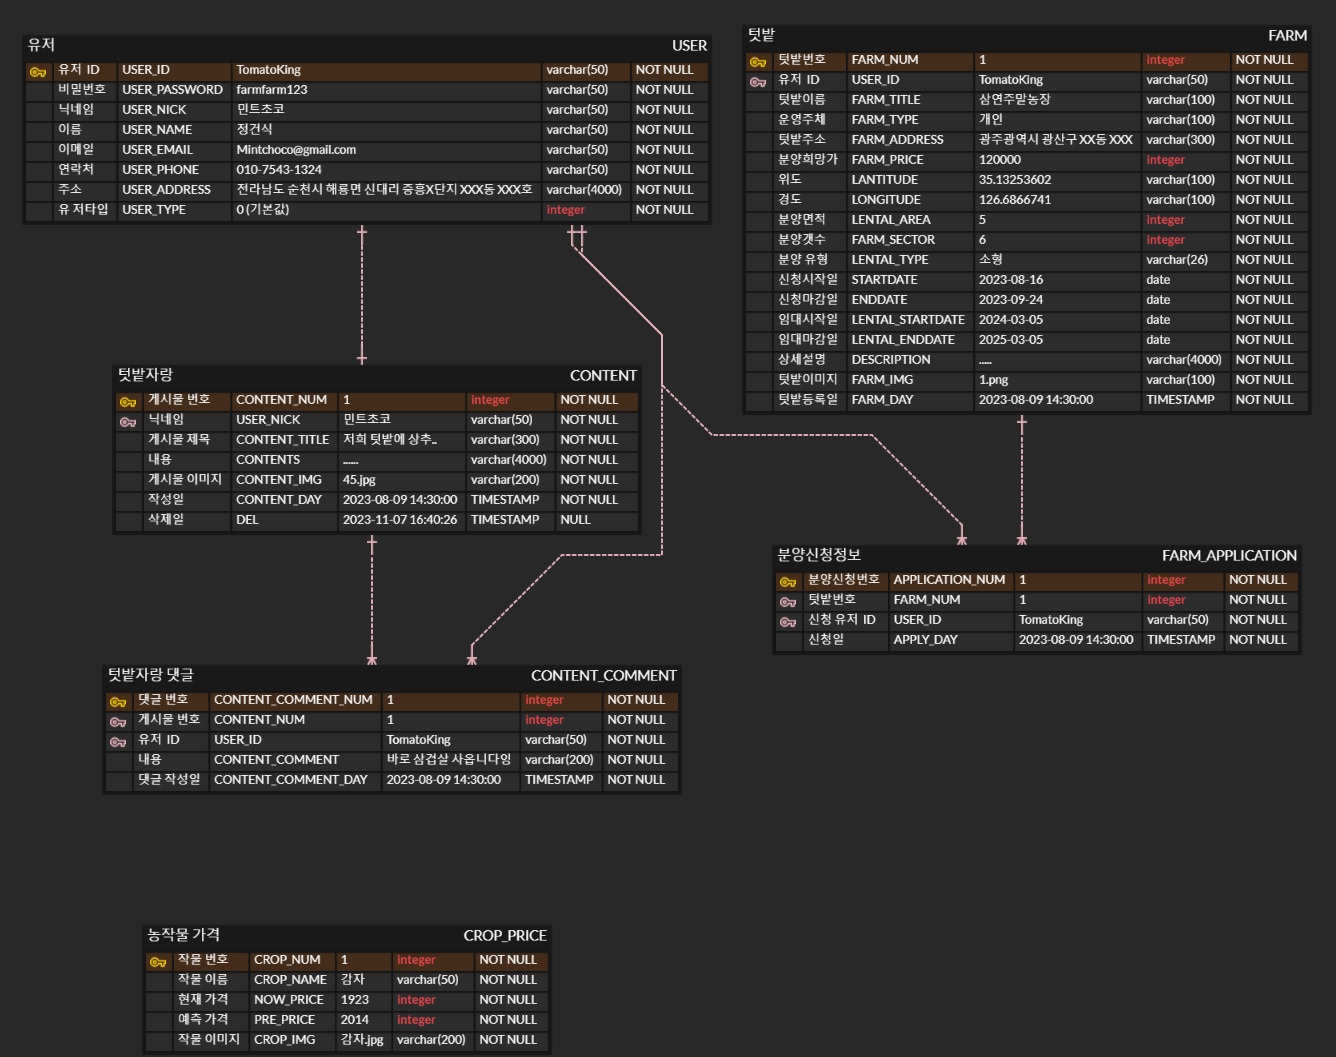 유저 USER
유저 ID USER_ID TomatoKing varchar(50) NOT NULL
비밀번호 USER_PASSWORD farmfarm123 varchar(50) NOT NULL
닉네임 USER_NICK 민트초코 varchar(50) NOT NULL
이름 USER_NAME 정건식 varchar(50) NOT NULL
이메일 USER_EMAIL Mintchoco@gmail.com varchar(50) NOT NULL
연락처 USER_PHONE 010-7543-1324 varchar(50) NOT NULL
주소 USER_ADDRESS 전라남도 순천시 해룡면 신대리 중흥X단지 XXX동 XXX호 varchar(4000) NOT NULL
유저타입 USER_TYPE 0 (기본값) integer NOT NULL
텃밭 FARM
텃밭번호 FARM_NUM 1 integer NOT NULL
유저 ID USER_ID TomatoKing varchar(50) NOT NULL
텃밭이름 FARM_TITLE 삼연주말농장 varchar(100) NOT NULL
운영주체 FARM_TYPE 개인 varchar(100) NOT NULL
텃밭주소 FARM_ADDRESS 광주광역시 광산구 XX동 XXX varchar(300) NOT NULL
분양희망가 FARM_PRICE 120000 integer NOT NULL
위도 LANTITUDE 35.13253602 varchar(100) NOT NULL
경도 LONGITUDE 126.6866741 varchar(100) NOT NULL
분양면적 LENTAL_AREA 5 integer NOT NULL
분양갯수 FARM_SECTOR 6 integer NOT NULL
분양 유형 LENTAL_TYPE 소형 varchar(26) NOT NULL
신청시작일 STARTDATE 2023-08-16 date NOT NULL
신청마감일 ENDDATE 2023-09-24 date NOT NULL
임대시작일 LENTAL_STARTDATE 2024-03-05 date NOT NULL
임대마감일 LENTAL_ENDDATE 2025-03-05 date NOT NULL
상세설명 DESCRIPTION ..... varchar(4000) NOT NULL
텃밭이미지 FARM_IMG 1.png varchar(100) NOT NULL
텃밭등록일 FARM_DAY 2023-08-09 14:30:00 TIMESTAMP NOT NULL
텃밭자랑 CONTENT
게시물 번호 CONTENT_NUM 1 integer NOT NULL
닉네임 USER_NICK 민트초코 varchar(50) NOT NULL
게시물 제목 CONTENT_TITLE 저희 텃밭에 상추.. varchar(300) NOT NULL
내용 CONTENTS ...... varchar(4000) NOT NULL
게시물 이미지 CONTENT_IMG 45.jpg varchar(200) NOT NULL
작성일 CONTENT_DAY 2023-08-09 14:30:00 TIMESTAMP NOT NULL
삭제일 DEL 2023-11-07 16:40:26 TIMESTAMP NULL
분양신청정보 FARM_APPLICATION
분양신청번호 APPLICATION_NUM 1 integer NOT NULL
텃밭번호 FARM_NUM 1 integer NOT NULL
신청 유저 ID USER_ID TomatoKing varchar(50) NOT NULL
신청일 APPLY_DAY 2023-08-09 14:30:00 TIMESTAMP NOT NULL
텃밭자랑 댓글 CONTENT_COMMENT
댓글 번호 CONTENT_COMMENT_NUM 1 integer NOT NULL
게시물 번호 CONTENT_NUM 1 integer NOT NULL
유저 ID USER_ID TomatoKing varchar(50) NOT NULL
내용 CONTENT_COMMENT 바로 삼겹살 사옵니다잉 varchar(200) NOT NULL
댓글 작성일 CONTENT_COMMENT_DAY 2023-08-09 14:30:00 TIMESTAMP NOT NULL
농작물 가격 CROP_PRICE
작물 번호 CROP_NUM 1 integer NOT NULL
작물 이름 CROP_NAME 감자 varchar(50) NOT NULL
현재 가격 NOW_PRICE 1923 integer NOT NULL
예측 가격 PRE_PRICE 2014 integer NOT NULL
작물 이미지 CROP_IMG 감자.jpg varchar(200) NOT NULL